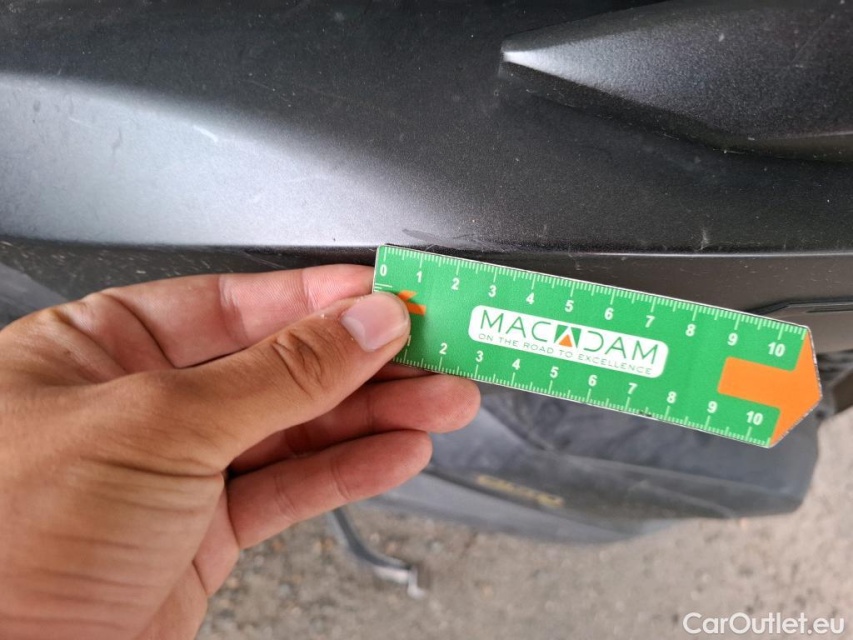 0 1 2 3 4 5 6 7 8 9 10
MACADAM
ON THE ROAD TO EXCELLENCE
2 3 4 5 6 7 8 9 10
CarOutlet.eu